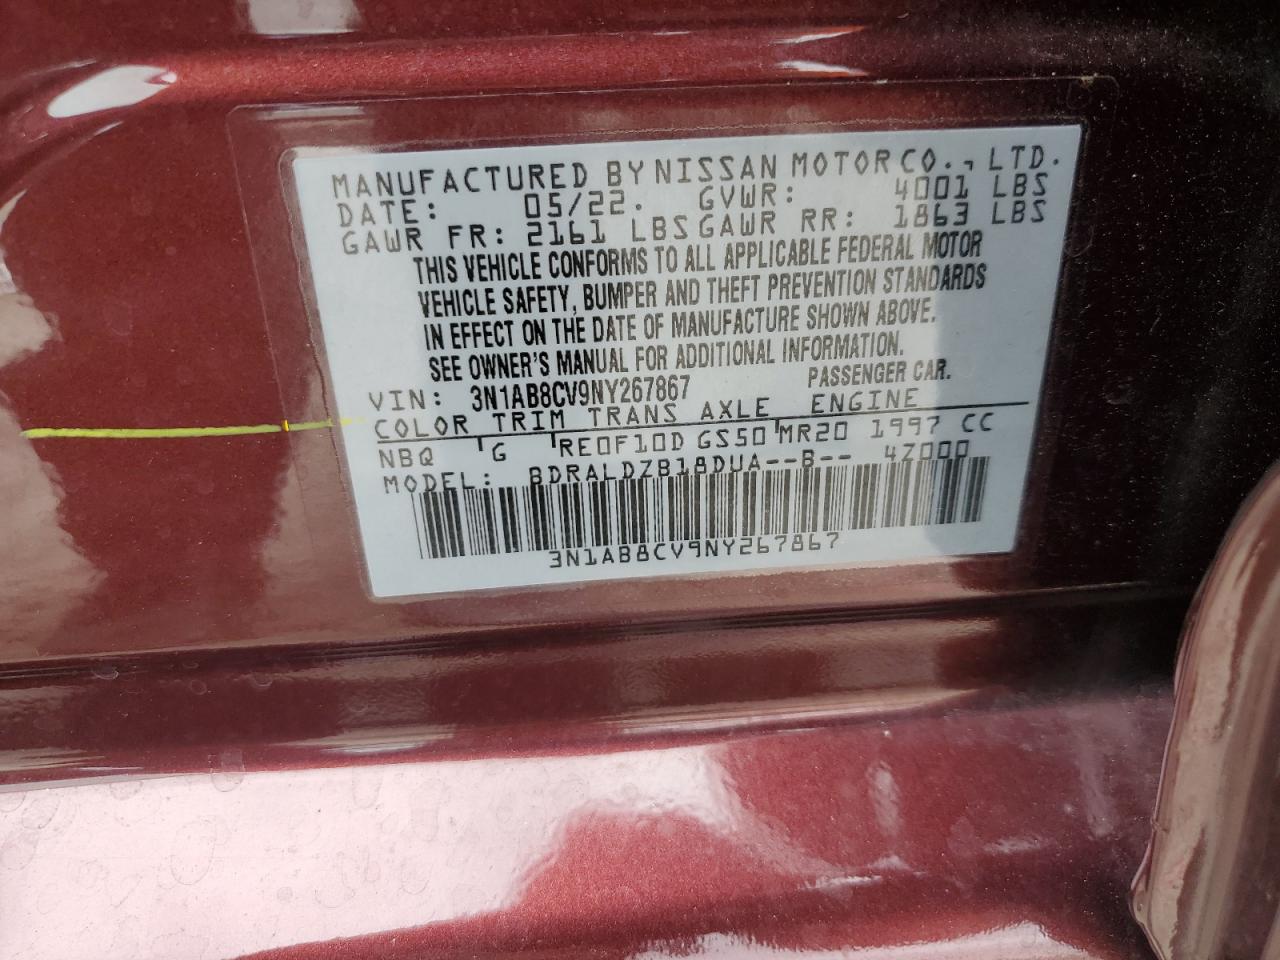 MANUFACTURED BY NISSAN MOTOR CO., LTD.
DATE: 05/22. GVWR: 4001 LBS
GAWR FR: 2161 LBS GAWR RR: 1863 LBS
THIS VEHICLE CONFORMS TO ALL APPLICABLE FEDERAL MOTOR
VEHICLE SAFETY, BUMPER AND THEFT PREVENTION STANDARDS
IN EFFECT ON THE DATE OF MANUFACTURE SHOWN ABOVE.
SEE OWNER'S MANUAL FOR ADDITIONAL INFORMATION.
VIN: 3N1AB8CV9NY267867 PASSENGER CAR.
COLOR TRIM TRANS AXLE ENGINE
NBQ G RE0F10D GS50 MR20 1997 CC
MODEL: BDRALDZB18DUA--B-- 4Z000
3N1AB8CV9NY267867